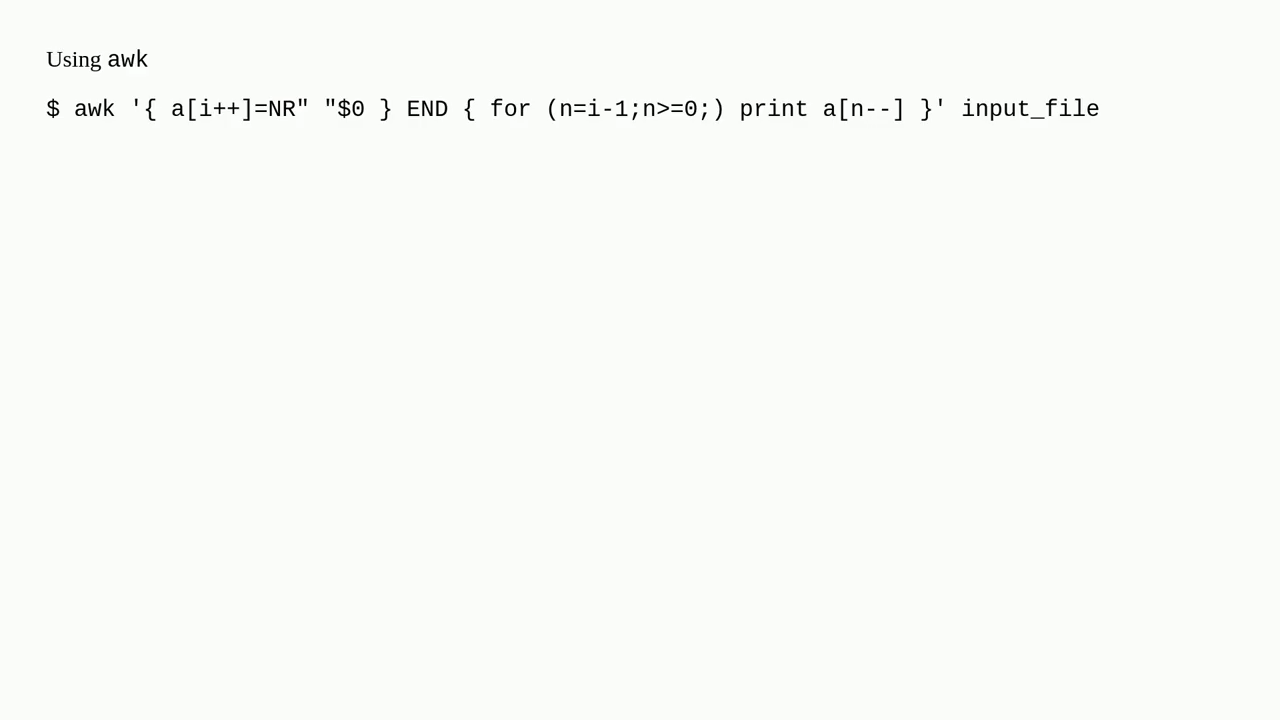 Using awk
$ awk '{ a[i++]=NR" "$0 } END { for (n=i-1;n>=0;) print a[n--] }' input_file